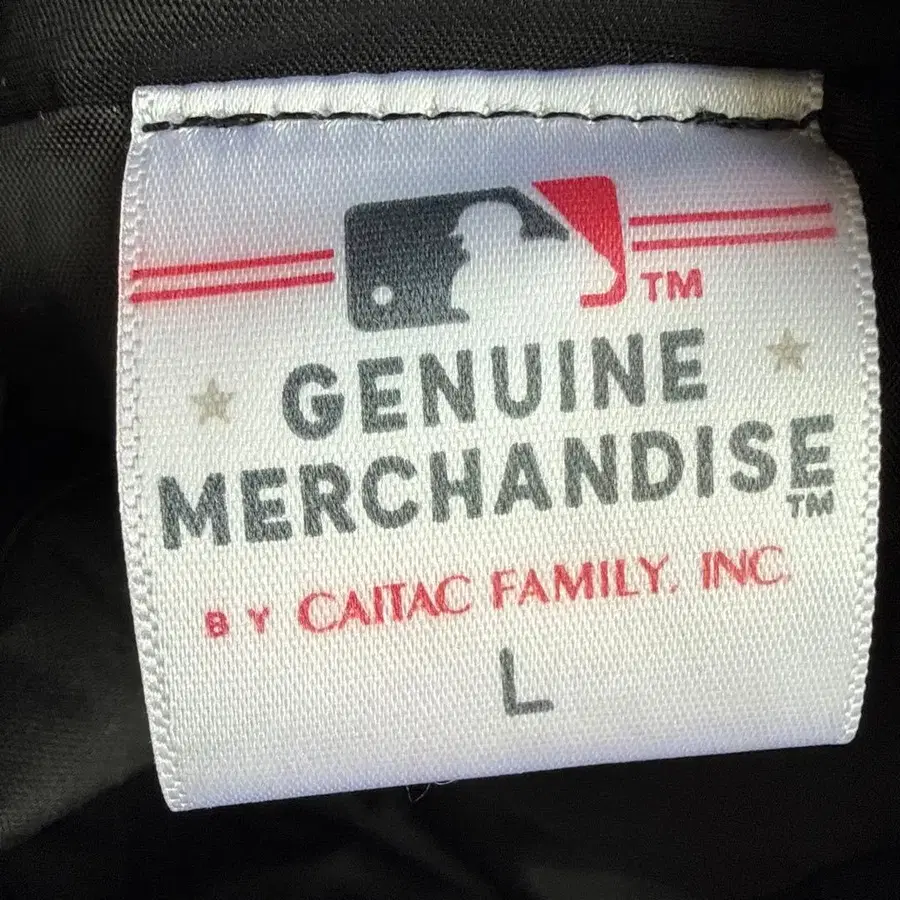 TM
GENUINE
MERCHANDISE
TM
BY CAITAC FAMILY, INC.
L